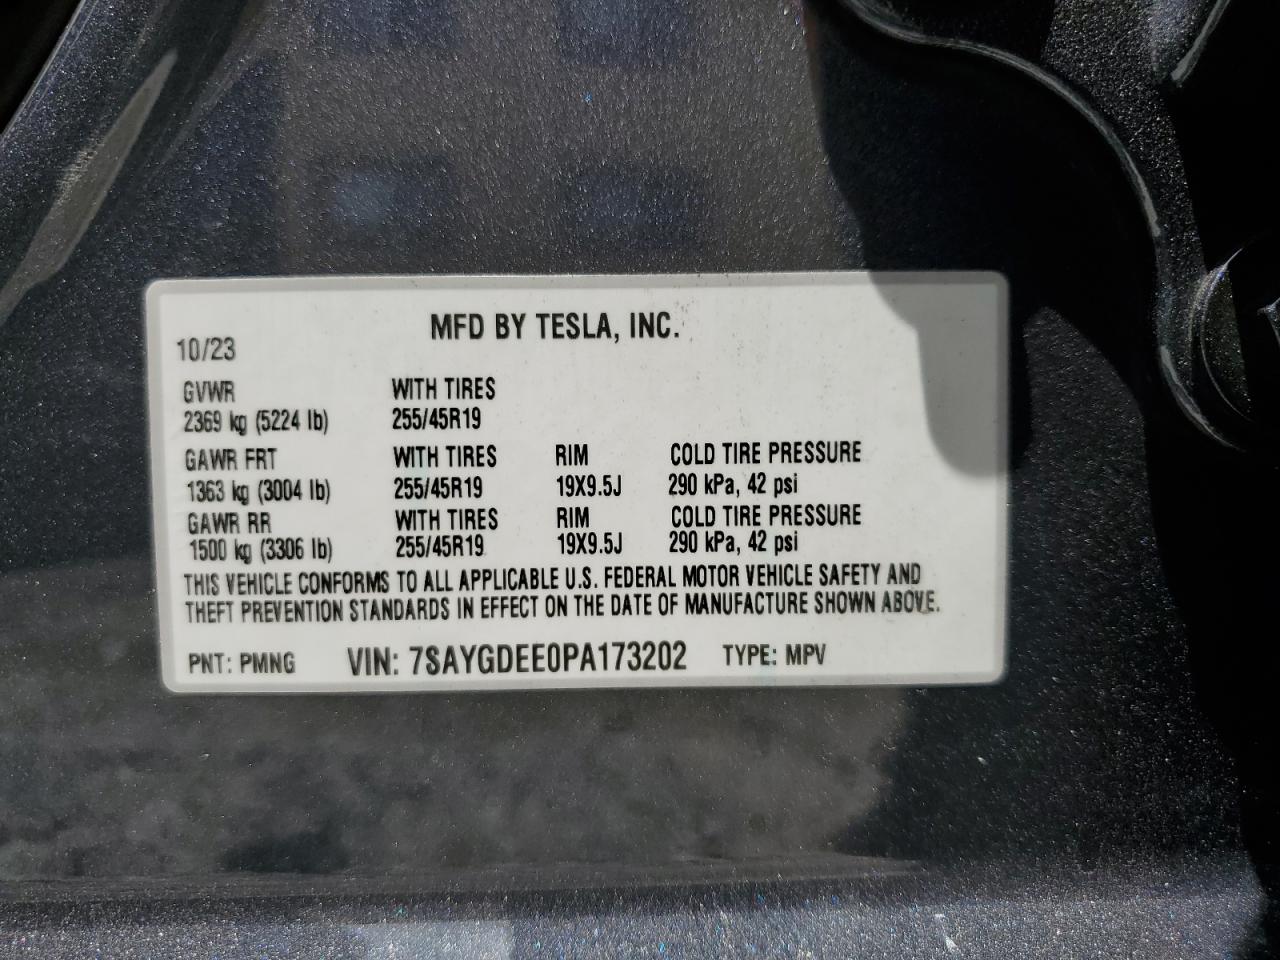 MFD BY TESLA, INC.
10/23
GVWR WITH TIRES
2369 kg (5224 lb) 255/45R19
GAWR FRT WITH TIRES RIM COLD TIRE PRESSURE
1363 kg (3004 lb) 255/45R19 19X9.5J 290 kPa, 42 psi
GAWR RR WITH TIRES RIM COLD TIRE PRESSURE
1500 kg (3306 lb) 255/45R19 19X9.5J 290 kPa, 42 psi
THIS VEHICLE CONFORMS TO ALL APPLICABLE U.S. FEDERAL MOTOR VEHICLE SAFETY AND
THEFT PREVENTION STANDARDS IN EFFECT ON THE DATE OF MANUFACTURE SHOWN ABOVE.
PNT: PMNG VIN: 7SAYGDEE0PA173202 TYPE: MPV